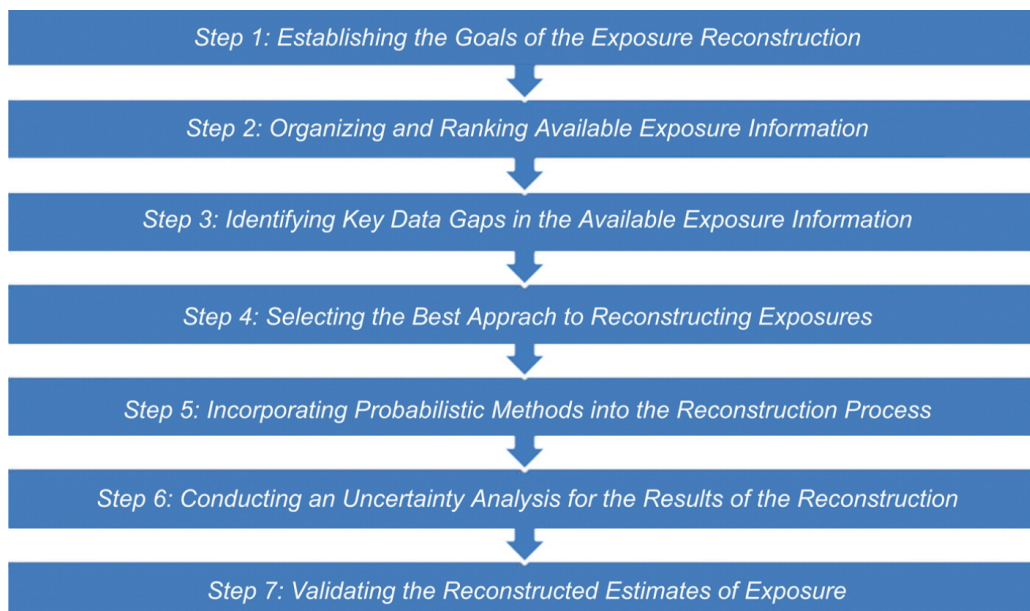 Step 1: Establishing the Goals of the Exposure Reconstruction
Step 2: Organizing and Ranking Available Exposure Information
Step 3: Identifying Key Data Gaps in the Available Exposure Information
Step 4: Selecting the Best Apprach to Reconstructing Exposures
Step 5: Incorporating Probabilistic Methods into the Reconstruction Process
Step 6: Conducting an Uncertainty Analysis for the Results of the Reconstruction
Step 7: Validating the Reconstructed Estimates of Exposure